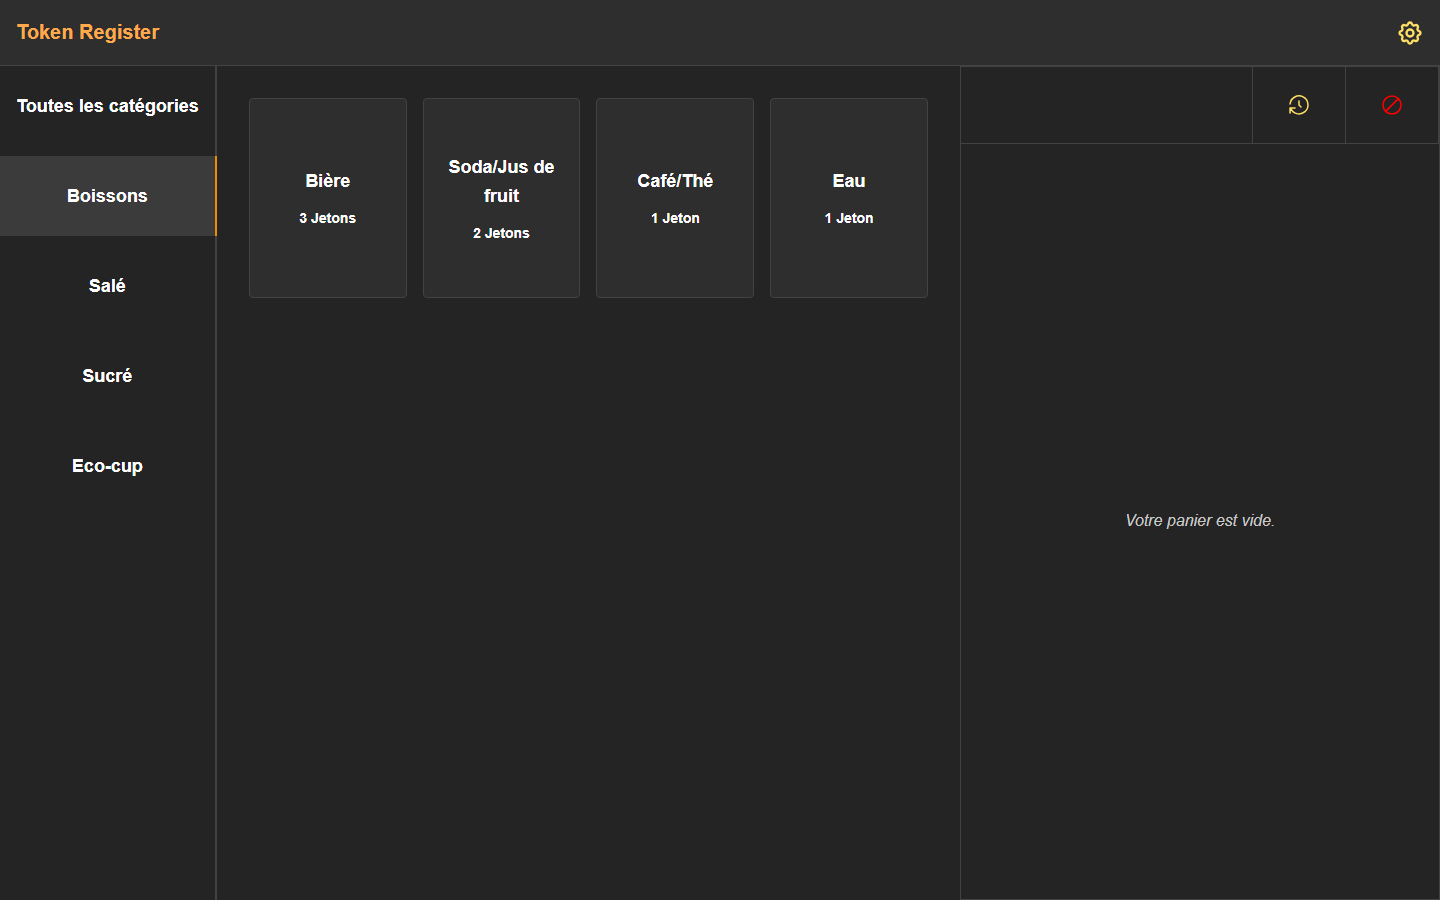 Token Register
Toutes les catégories
Boissons
Salé
Sucré
Eco-cup
Bière
3 Jetons
Soda/Jus de
fruit
2 Jetons
Café/Thé
1 Jeton
Eau
1 Jeton
Votre panier est vide.